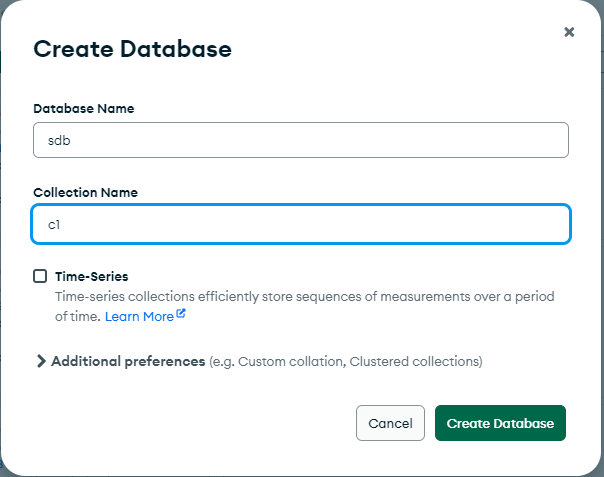 Create Database
Database Name
sdb
Collection Name
c1
Time-Series
Time-series collections efficiently store sequences of measurements over a period
of time. Learn More
Additional preferences (e.g. Custom collation, Clustered collections)
Cancel
Create Database